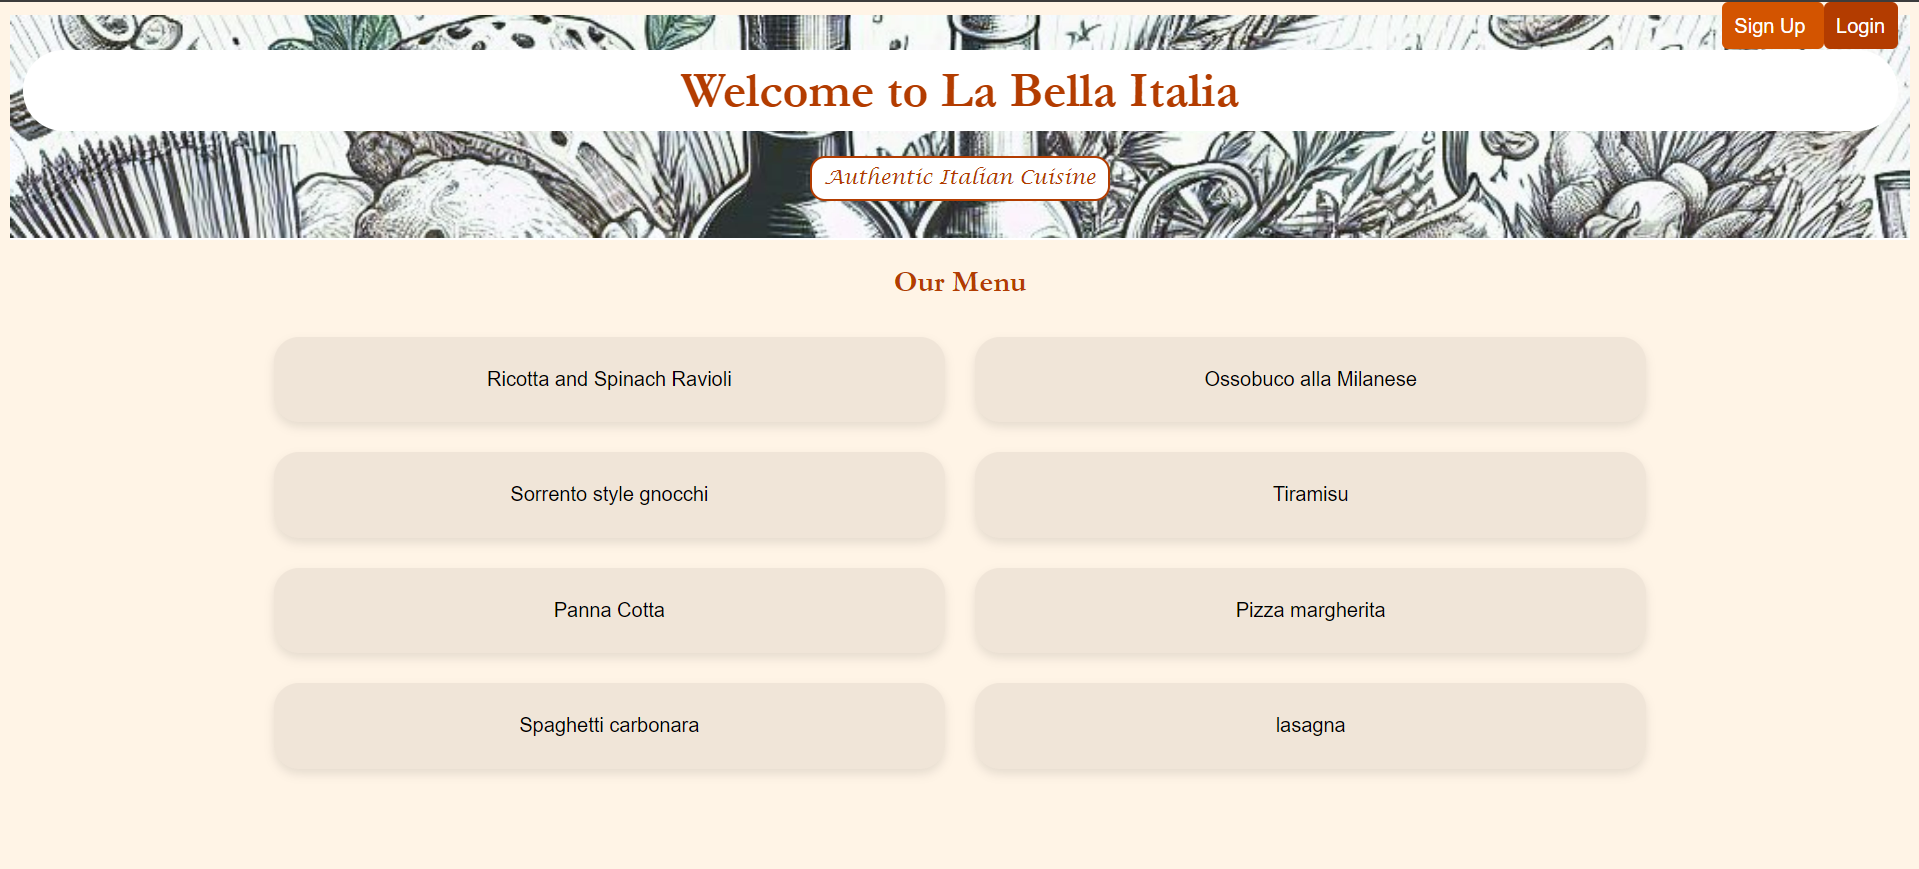 Sign Up
Login
Welcome to La Bella Italia
Authentic Italian Cuisine
Our Menu
Ricotta and Spinach Ravioli
Ossobuco alla Milanese
Sorrento style gnocchi
Tiramisu
Panna Cotta
Pizza margherita
Spaghetti carbonara
lasagna